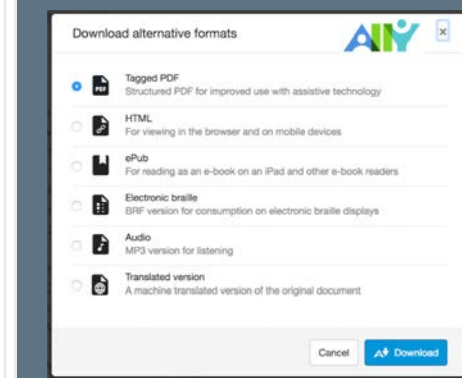 Download alternative formats
Ally
Tagged PDF
Structured PDF for improved use with assistive technology
HTML
For viewing in the browser and on mobile devices
ePub
For reading as an e-book on an iPad and other e-book readers
Electronic braille
BRF version for consumption on electronic braille displays
Audio
MP3 version for listening
Translated version
A machine translated version of the original document
Cancel
Download